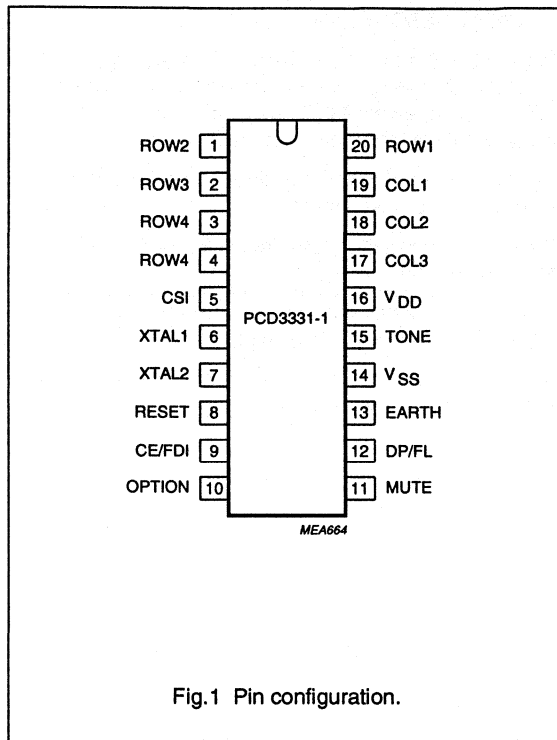 ROW2 1 20 ROW1
ROW3 2 19 COL1
ROW4 3 18 COL2
ROW4 4 17 COL3
CSI 5 16 VDD
PCD3331-1
XTAL1 6 15 TONE
XTAL2 7 14 VSS
RESET 8 13 EARTH
CE/FDI 9 12 DP/FL
OPTION 10 11 MUTE
MEA664
Fig.1 Pin configuration.